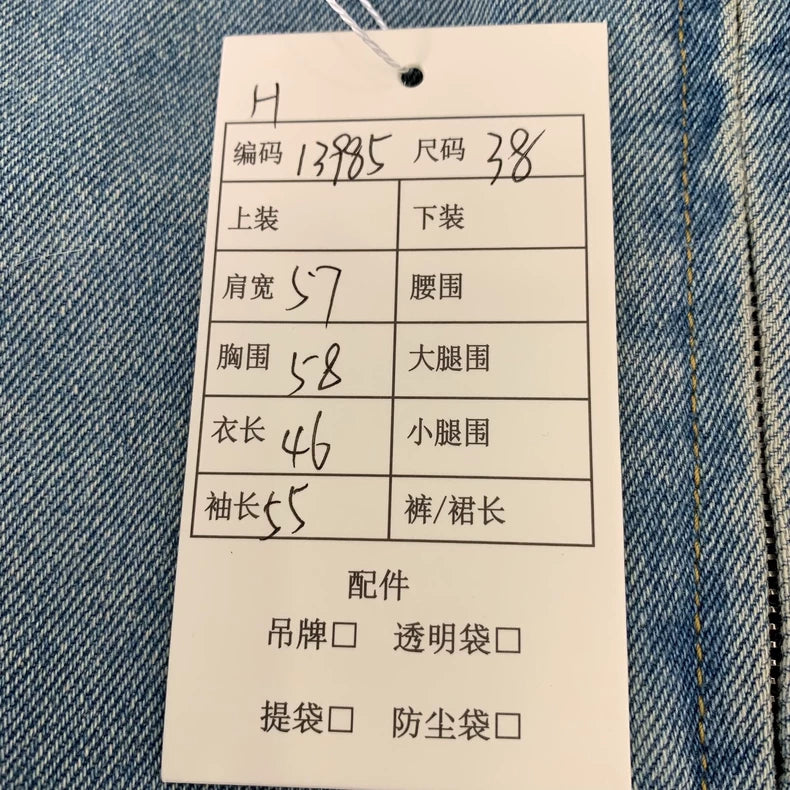 H
编码 13985 尺码 38
上装 下装
肩宽 57 腰围
胸围 58 大腿围
衣长 46 小腿围
袖长 55 裤/裙长
配件
吊牌□ 透明袋□
提袋□ 防尘袋□